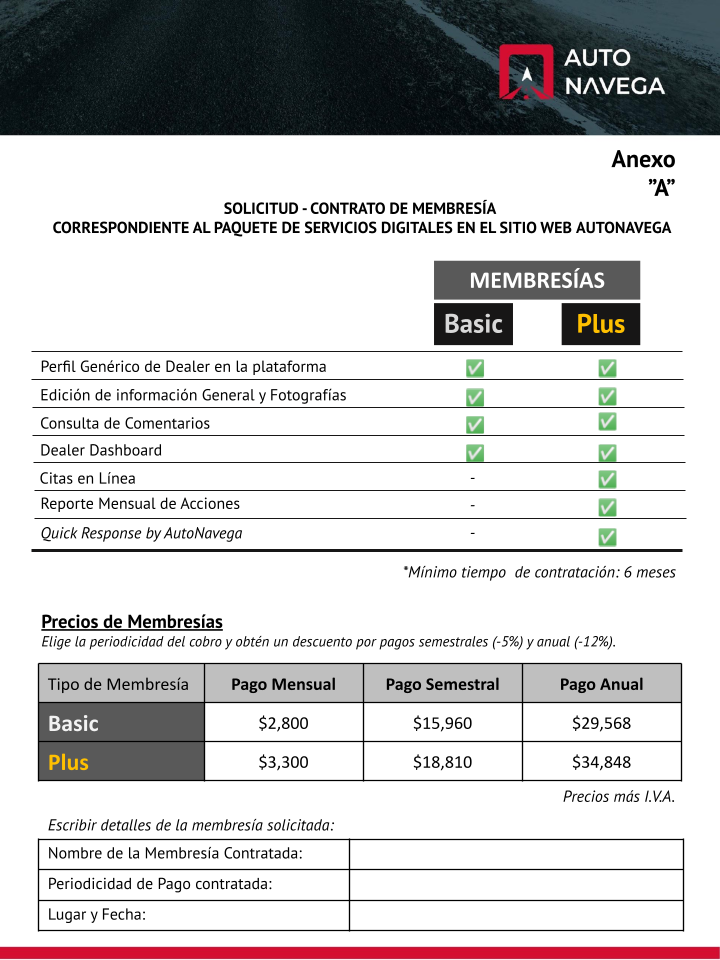 AUTO
NAVEGA
Anexo
”A”
SOLICITUD - CONTRATO DE MEMBRESÍA
CORRESPONDIENTE AL PAQUETE DE SERVICIOS DIGITALES EN EL SITIO WEB AUTONAVEGA
MEMBRESÍAS
Basic Plus
Perfil Genérico de Dealer en la plataforma ✅ ✅
Edición de información General y Fotografías ✅ ✅
Consulta de Comentarios ✅ ✅
Dealer Dashboard ✅ ✅
Citas en Línea - ✅
Reporte Mensual de Acciones - ✅
Quick Response by AutoNavega - ✅
*Mínimo tiempo de contratación: 6 meses
Precios de Membresías
Elige la periodicidad del cobro y obtén un descuento por pagos semestrales (-5%) y anual (-12%).
Tipo de Membresía Pago Mensual Pago Semestral Pago Anual
Basic $2,800 $15,960 $29,568
Plus $3,300 $18,810 $34,848
Precios más I.V.A.
Escribir detalles de la membresía solicitada:
Nombre de la Membresía Contratada:
Periodicidad de Pago contratada:
Lugar y Fecha: